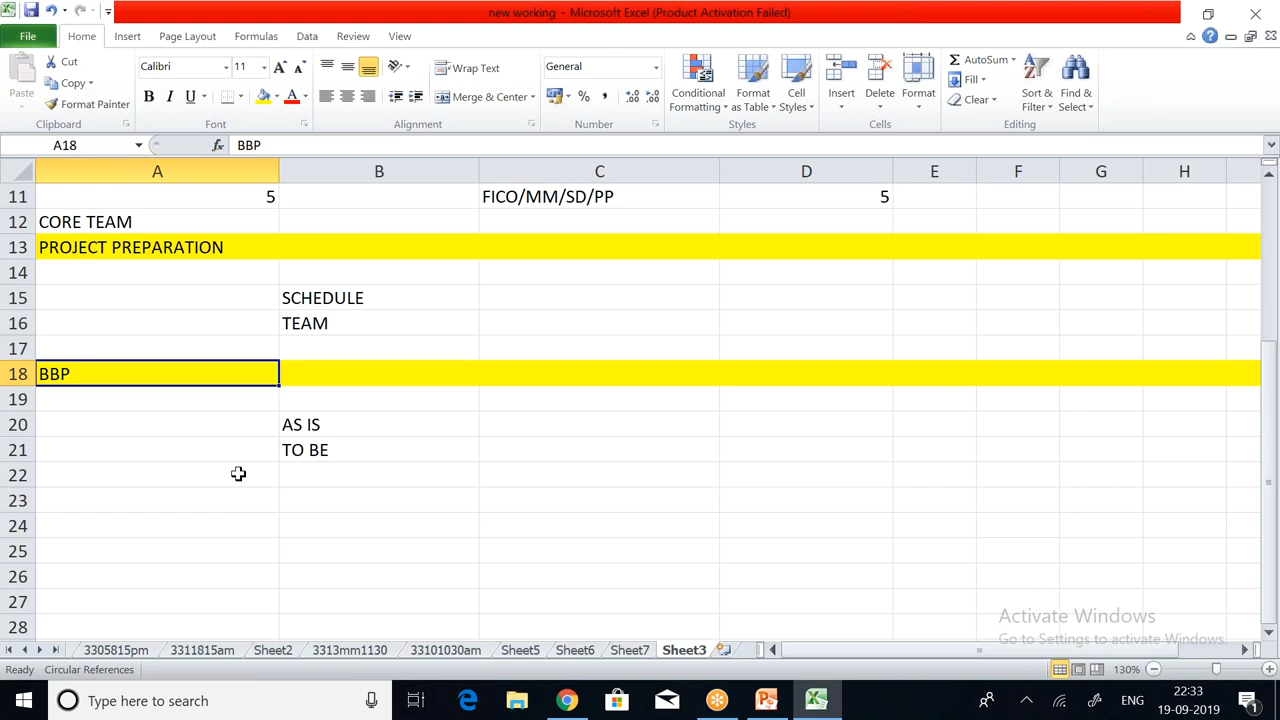 new working - Microsoft Excel (Product Activation Failed)
File Home Insert Page Layout Formulas Data Review View
Cut
Copy
Format Painter
Paste
Clipboard
Calibri 11
B I U A
Font
Wrap Text
Merge & Center
Alignment
General
%
Number
Conditional Formatting
Format as Table
Cell Styles
Styles
Insert Delete Format
Cells
AutoSum
Fill
Clear
Sort & Filter
Find & Select
Editing
A18 fx BBP
A B C D E F G H
11 5 FICO/MM/SD/PP 5
12 CORE TEAM
13 PROJECT PREPARATION
14
15 SCHEDULE
16 TEAM
17
18 BBP
19
20 AS IS
21 TO BE
22
23
24
25
26
27
28
Activate Windows
Go to Settings to activate Windows.
3305815pm 3311815am Sheet2 3313mm1130 33101030am Sheet5 Sheet6 Sheet7 Sheet3
Ready Circular References 130%
Type here to search
ENG
22:33
19-09-2019
1